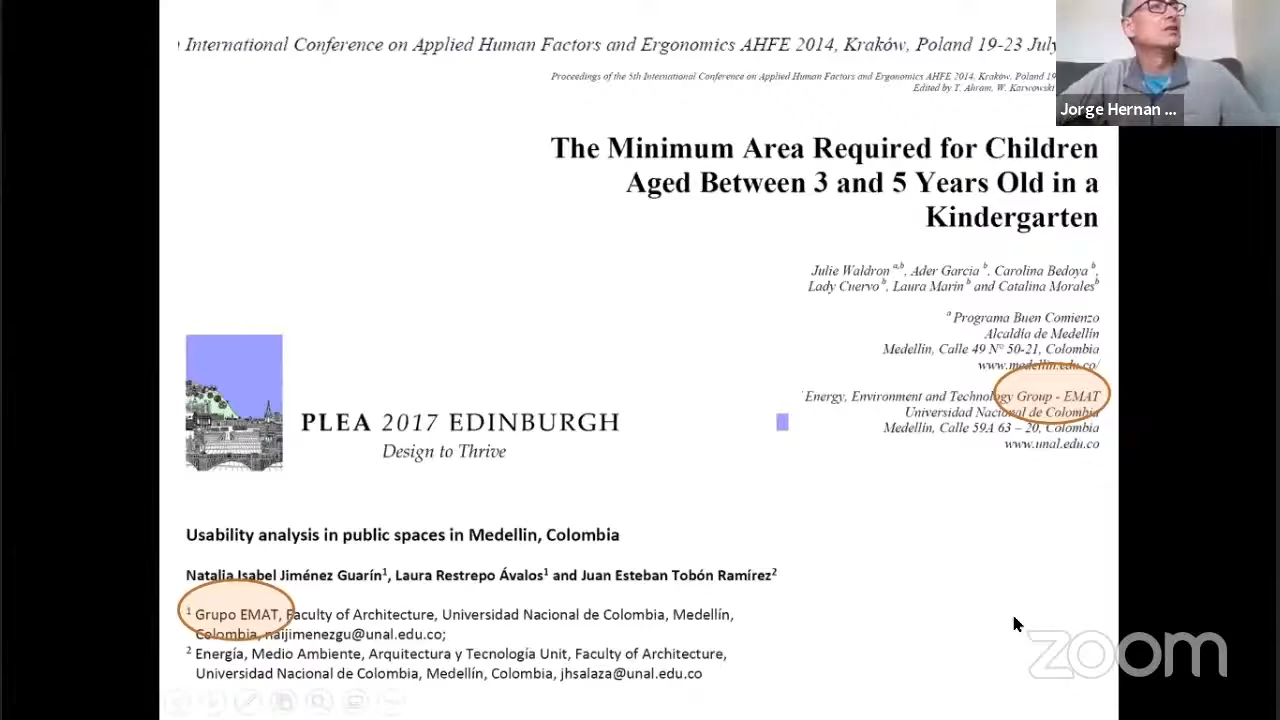 International Conference on Applied Human Factors and Ergonomics AHFE 2014, Kraków, Poland 19-23 July
Proceedings of the 5th International Conference on Applied Human Factors and Ergonomics AHFE 2014, Kraków, Poland 19
Edited by T. Ahram, W. Karwowski
Jorge Hernan ...
The Minimum Area Required for Children
Aged Between 3 and 5 Years Old in a
Kindergarten
Julie Waldron a,b, Ader Garcia b, Carolina Bedoya b,
Lady Cuervo b, Laura Marin b and Catalina Morales b
a Programa Buen Comienzo
Alcaldía de Medellín
Medellín, Calle 49 N° 50-21, Colombia
www.medellin.edu.co/
Energy, Environment and Technology Group - EMAT
Universidad Nacional de Colombia
Medellín, Calle 59A 63 – 20, Colombia
www.unal.edu.co
PLEA 2017 EDINBURGH
Design to Thrive
Usability analysis in public spaces in Medellin, Colombia
Natalia Isabel Jiménez Guarín1, Laura Restrepo Ávalos1 and Juan Esteban Tobón Ramírez2
1 Grupo EMAT, Faculty of Architecture, Universidad Nacional de Colombia, Medellín,
Colombia, naijimenezgu@unal.edu.co;
2 Energía, Medio Ambiente, Arquitectura y Tecnología Unit, Faculty of Architecture,
Universidad Nacional de Colombia, Medellín, Colombia, jhsalaza@unal.edu.co
zoom